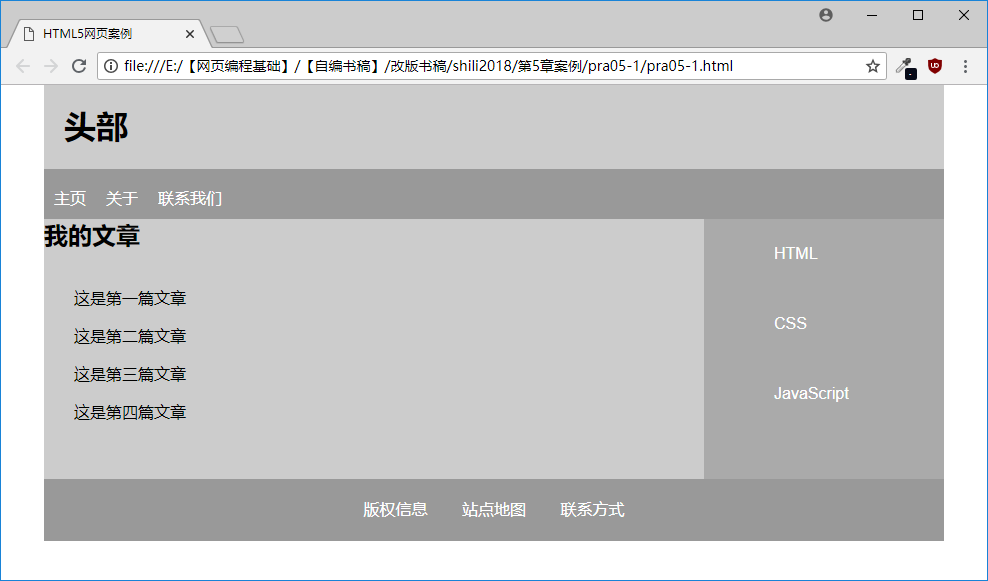 HTML5网页案例
file:///E:/【网页编程基础】/【自编书稿】/改版书稿/shili2018/第5章案例/pra05-1/pra05-1.html
头部
主页 关于 联系我们
我的文章
HTML
这是第一篇文章
CSS
这是第二篇文章
这是第三篇文章
JavaScript
这是第四篇文章
版权信息 站点地图 联系方式